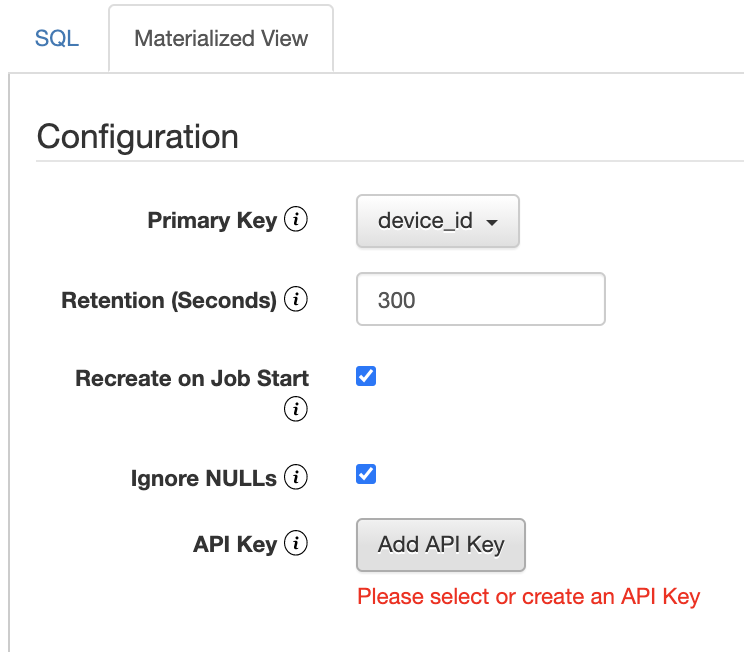 SQL
Materialized View
Configuration
Primary Key
device_id
Retention (Seconds)
300
Recreate on Job Start
Ignore NULLs
API Key
Add API Key
Please select or create an API Key